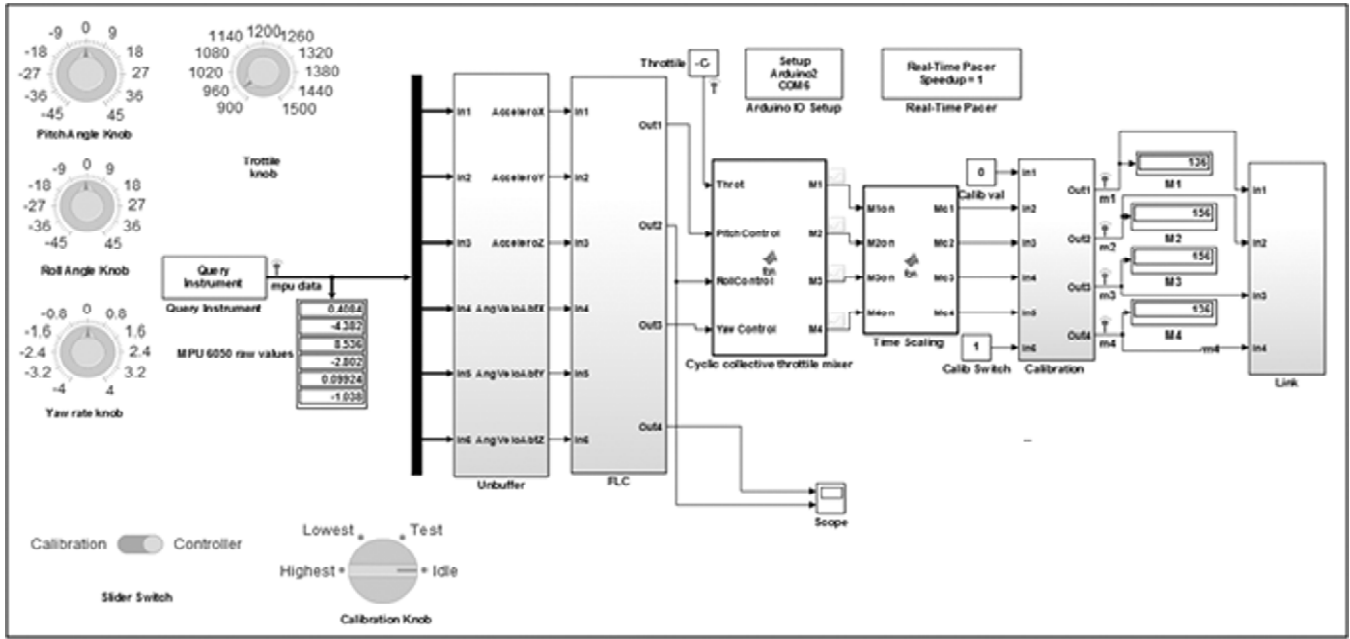 -45 -36 -27 -18 -9 0 9 18 27 36 45
Pitch Angle Knob
900 960 1020 1080 1140 1200 1260 1320 1380 1440 1500
Trottle
knob
-45 -36 -27 -18 -9 0 9 18 27 36 45
Roll Angle Knob
-4 -3.2 -2.4 -1.6 -0.8 0 0.8 1.6 2.4 3.2 4
Yaw rate knob
Query
Instrument
Query Instrument
mpu data
MPU 6050 raw values
0.4084
-4.382
8.536
-2.802
0.09924
-1.038
In1 AcceleroX
In2 AcceleroY
In3 AcceleroZ
In4 AngVeloAbtX
In5 AngVeloAbtY
In6 AngVeloAbtZ
Unbuffer
In1
In2
In3
In4
In5
In6
Out1
Out2
Out3
Out4
FLC
Throttle
-C-
Setup
Arduino2
COM6
Arduino IO Setup
Real-Time Pacer
Speedup = 1
Real-Time Pacer
Throt M1
Pitch Control M2
Roll Control M3
Yaw Control M4
fcn
Cyclic collective throttle mixer
M1on Mc1
M2on Mc2
M3on Mc3
M4on Mc4
fcn
Time Scaling
0
Calib val
1
Calib Switch
In1
In2
In3
In4
In5
In6
Out1
Out2
Out3
Out4
Calibration
m1
m2
m3
m4
136
M1
156
M2
156
M3
156
M4
m4
In1
In2
In3
In4
Link
Scope
Calibration Controller
Slider Switch
Lowest Test
Highest Idle
Calibration Knob